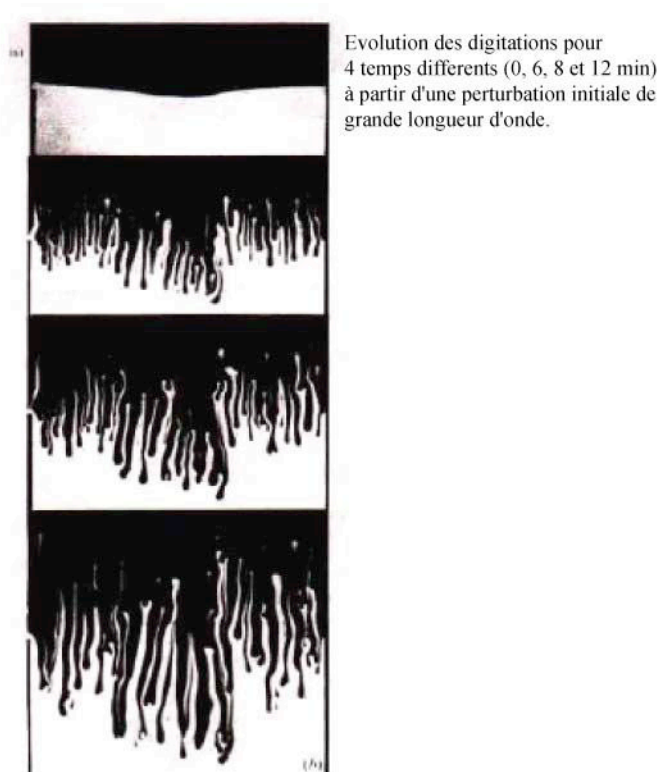 Evolution des digitations pour
4 temps differents (0, 6, 8 et 12 min)
à partir d'une perturbation initiale de
grande longueur d'onde.
(b)